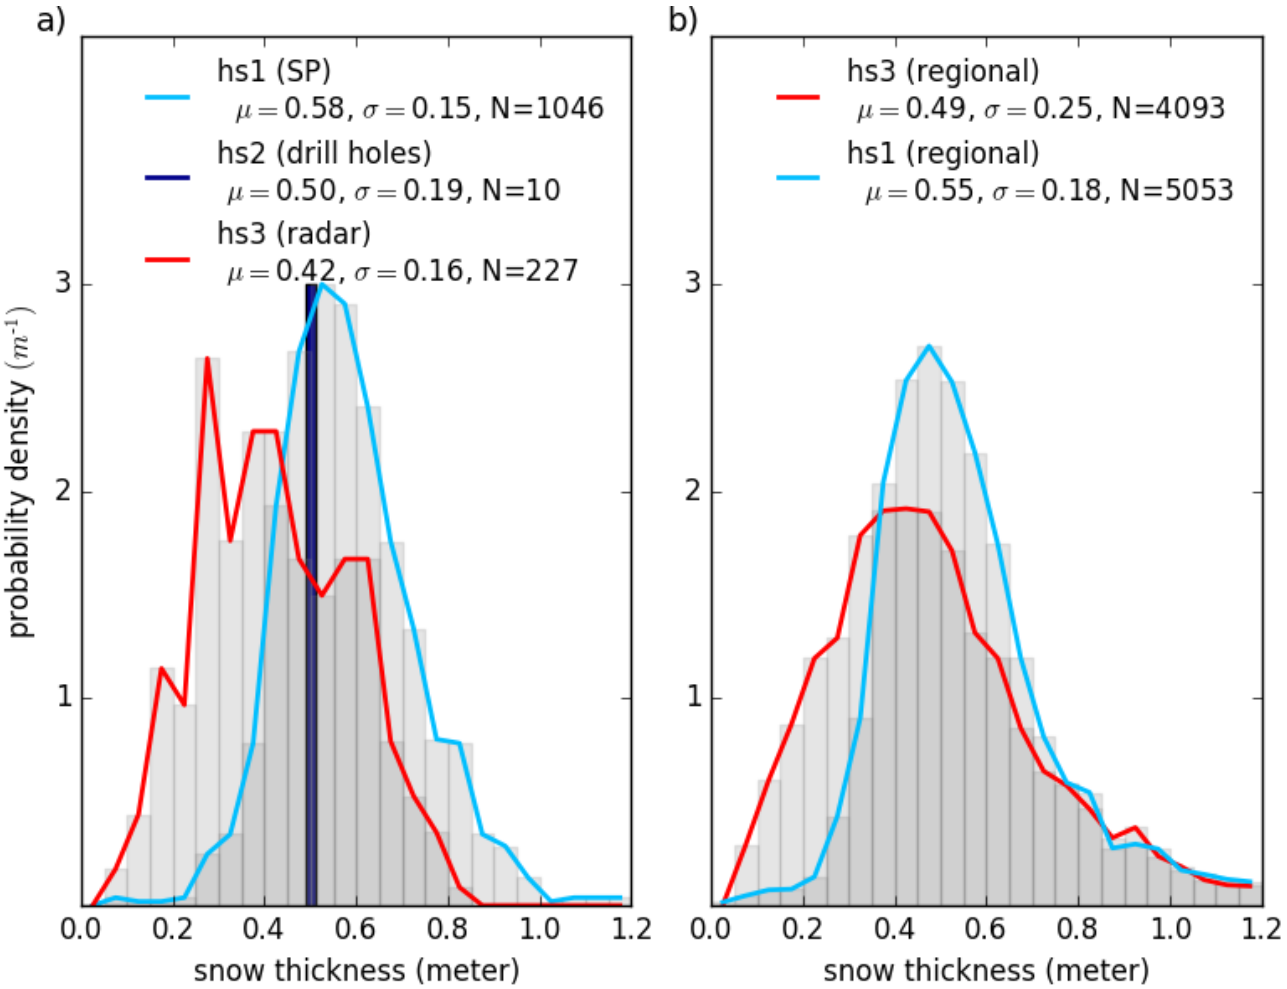 a)
hs1 (SP)
μ = 0.58, σ = 0.15, N=1046
hs2 (drill holes)
μ = 0.50, σ = 0.19, N=10
hs3 (radar)
μ = 0.42, σ = 0.16, N=227
3
2
1
probability density (m⁻¹)
0.0 0.2 0.4 0.6 0.8 1.0 1.2
snow thickness (meter)
b)
hs3 (regional)
μ = 0.49, σ = 0.25, N=4093
hs1 (regional)
μ = 0.55, σ = 0.18, N=5053
3
2
1
0.0 0.2 0.4 0.6 0.8 1.0 1.2
snow thickness (meter)